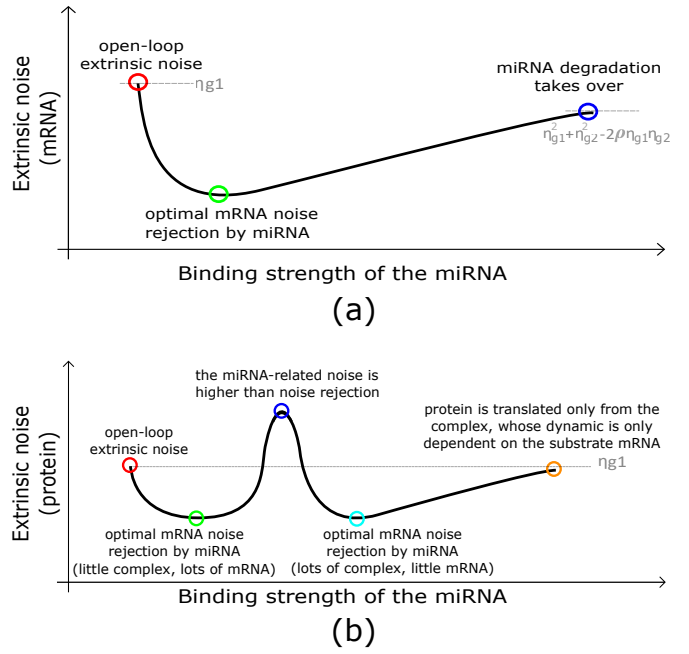 open-loop
extrinsic noise
ηg1
miRNA degradation
takes over
η²g1+η²g2-2ρηg1ηg2
Extrinsic noise
(mRNA)
optimal mRNA noise
rejection by miRNA
Binding strength of the miRNA
(a)
the miRNA-related noise is
higher than noise rejection
protein is translated only from the
complex, whose dynamic is only
dependent on the substrate mRNA
open-loop
extrinsic noise
ηg1
Extrinsic noise
(protein)
optimal mRNA noise
rejection by miRNA
(little complex, lots of mRNA)
optimal mRNA noise
rejection by miRNA
(lots of complex, little mRNA)
Binding strength of the miRNA
(b)